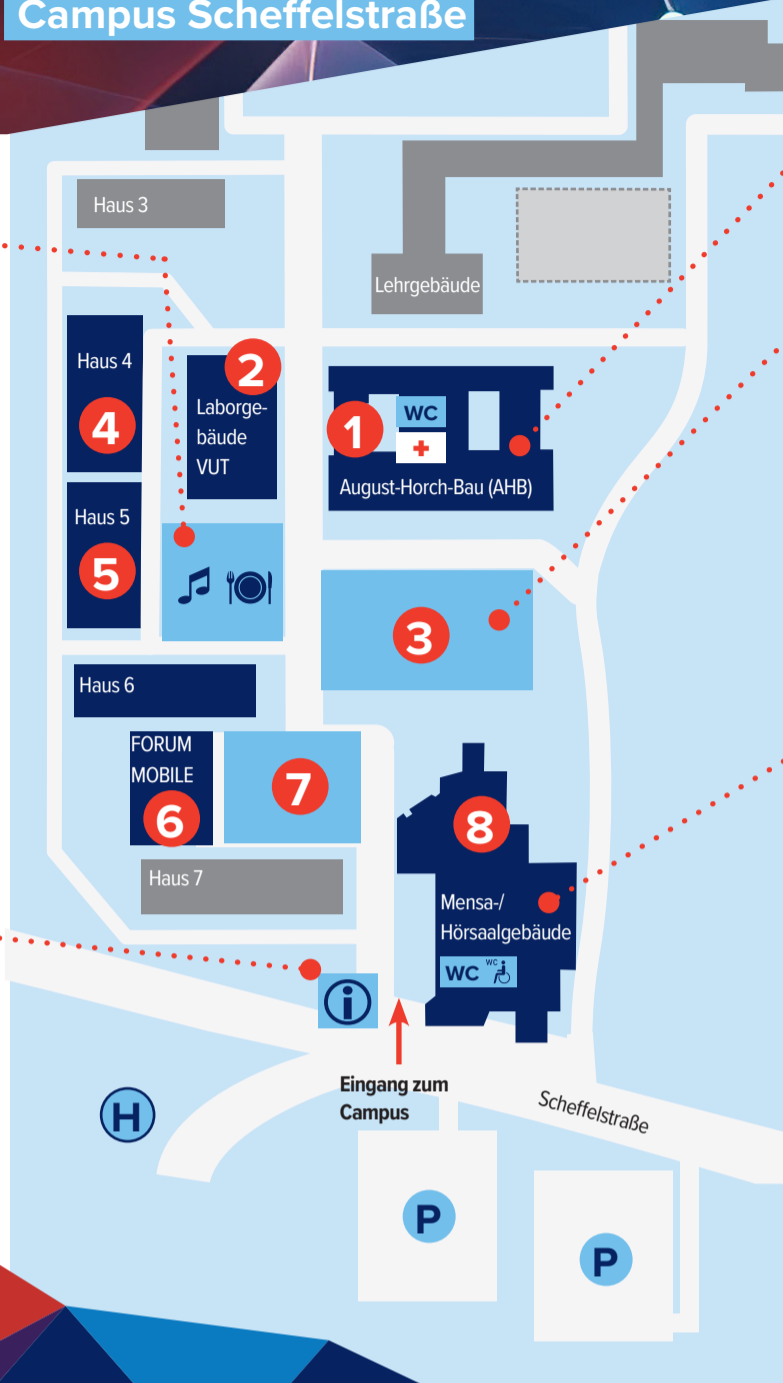 Campus Scheffelstraße
Haus 3
Lehrgebäude
Haus 4
4
2
Laborge-
bäude
VUT
1
WC
August-Horch-Bau (AHB)
Haus 5
5
3
Haus 6
FORUM
MOBILE
6
7
8
Haus 7
Mensa-/
Hörsaalgebäude
WC
WC
i
Eingang zum
Campus
Scheffelstraße
H
P
P